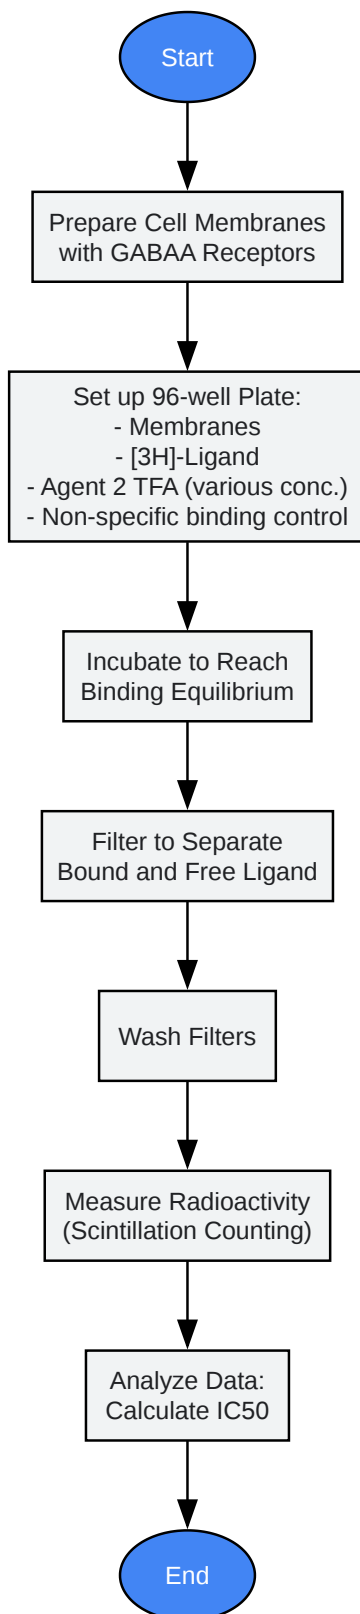 Start
Prepare Cell Membranes
with GABAA Receptors
Set up 96-well Plate:
- Membranes
- [3H]-Ligand
- Agent 2 TFA (various conc.)
- Non-specific binding control
Incubate to Reach
Binding Equilibrium
Filter to Separate
Bound and Free Ligand
Wash Filters
Measure Radioactivity
(Scintillation Counting)
Analyze Data:
Calculate IC50
End